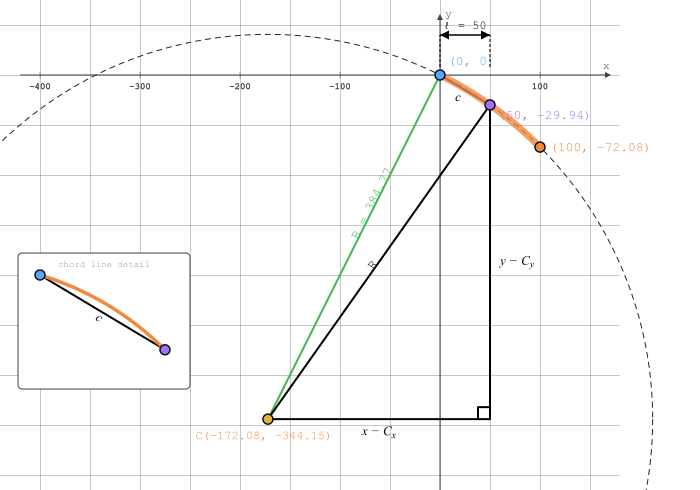 y
t = 50
(0, 0)
x
-400
-300
-200
-100
100
c
(50, -29.94)
(100, -72.08)
R = 384.77
R
y − Cy
chord line detail
c
C(-172.08, -344.15)
x − Cx